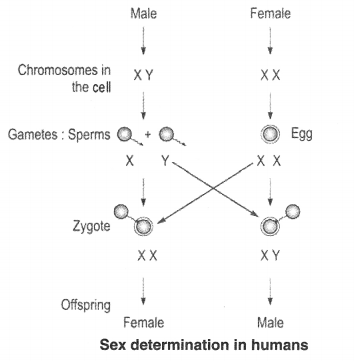 Male Female
Chromosomes in
the cell
X Y X X
Gametes : Sperms + Egg
X Y X X
Zygote
X X X Y
Offspring
Female Male
Sex determination in humans